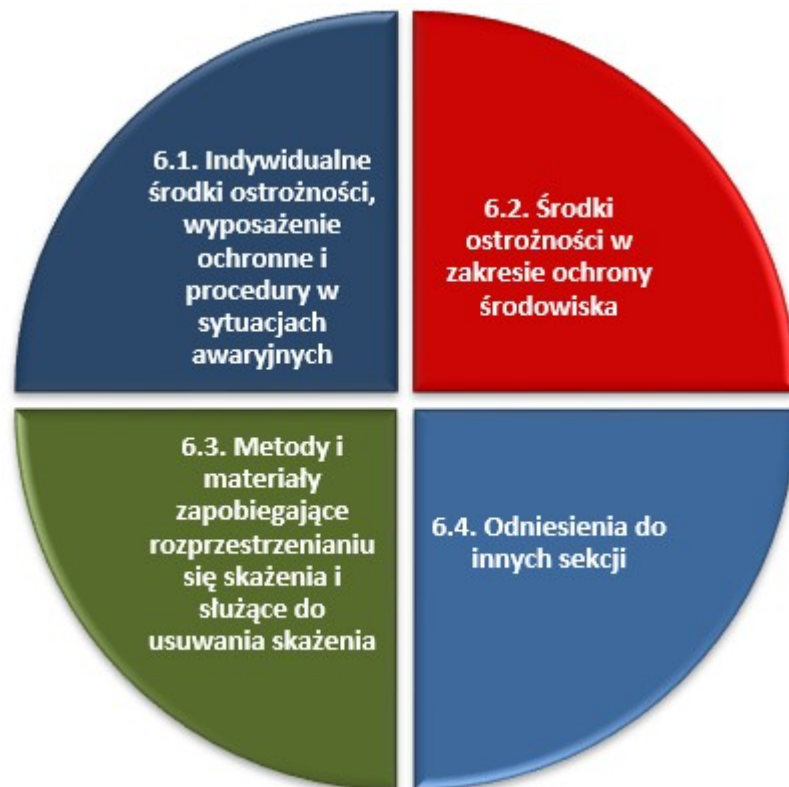 6.1. Indywidualne
środki ostrożności,
wyposażenie
ochronne i
procedury w
sytuacjach
awaryjnych
6.2. Środki
ostrożności w
zakresie ochrony
środowiska
6.3. Metody i
materiały
zapobiegające
rozprzestrzenianiu
się skażenia i
służące do
usuwania skażenia
6.4. Odniesienia do
innych sekcji